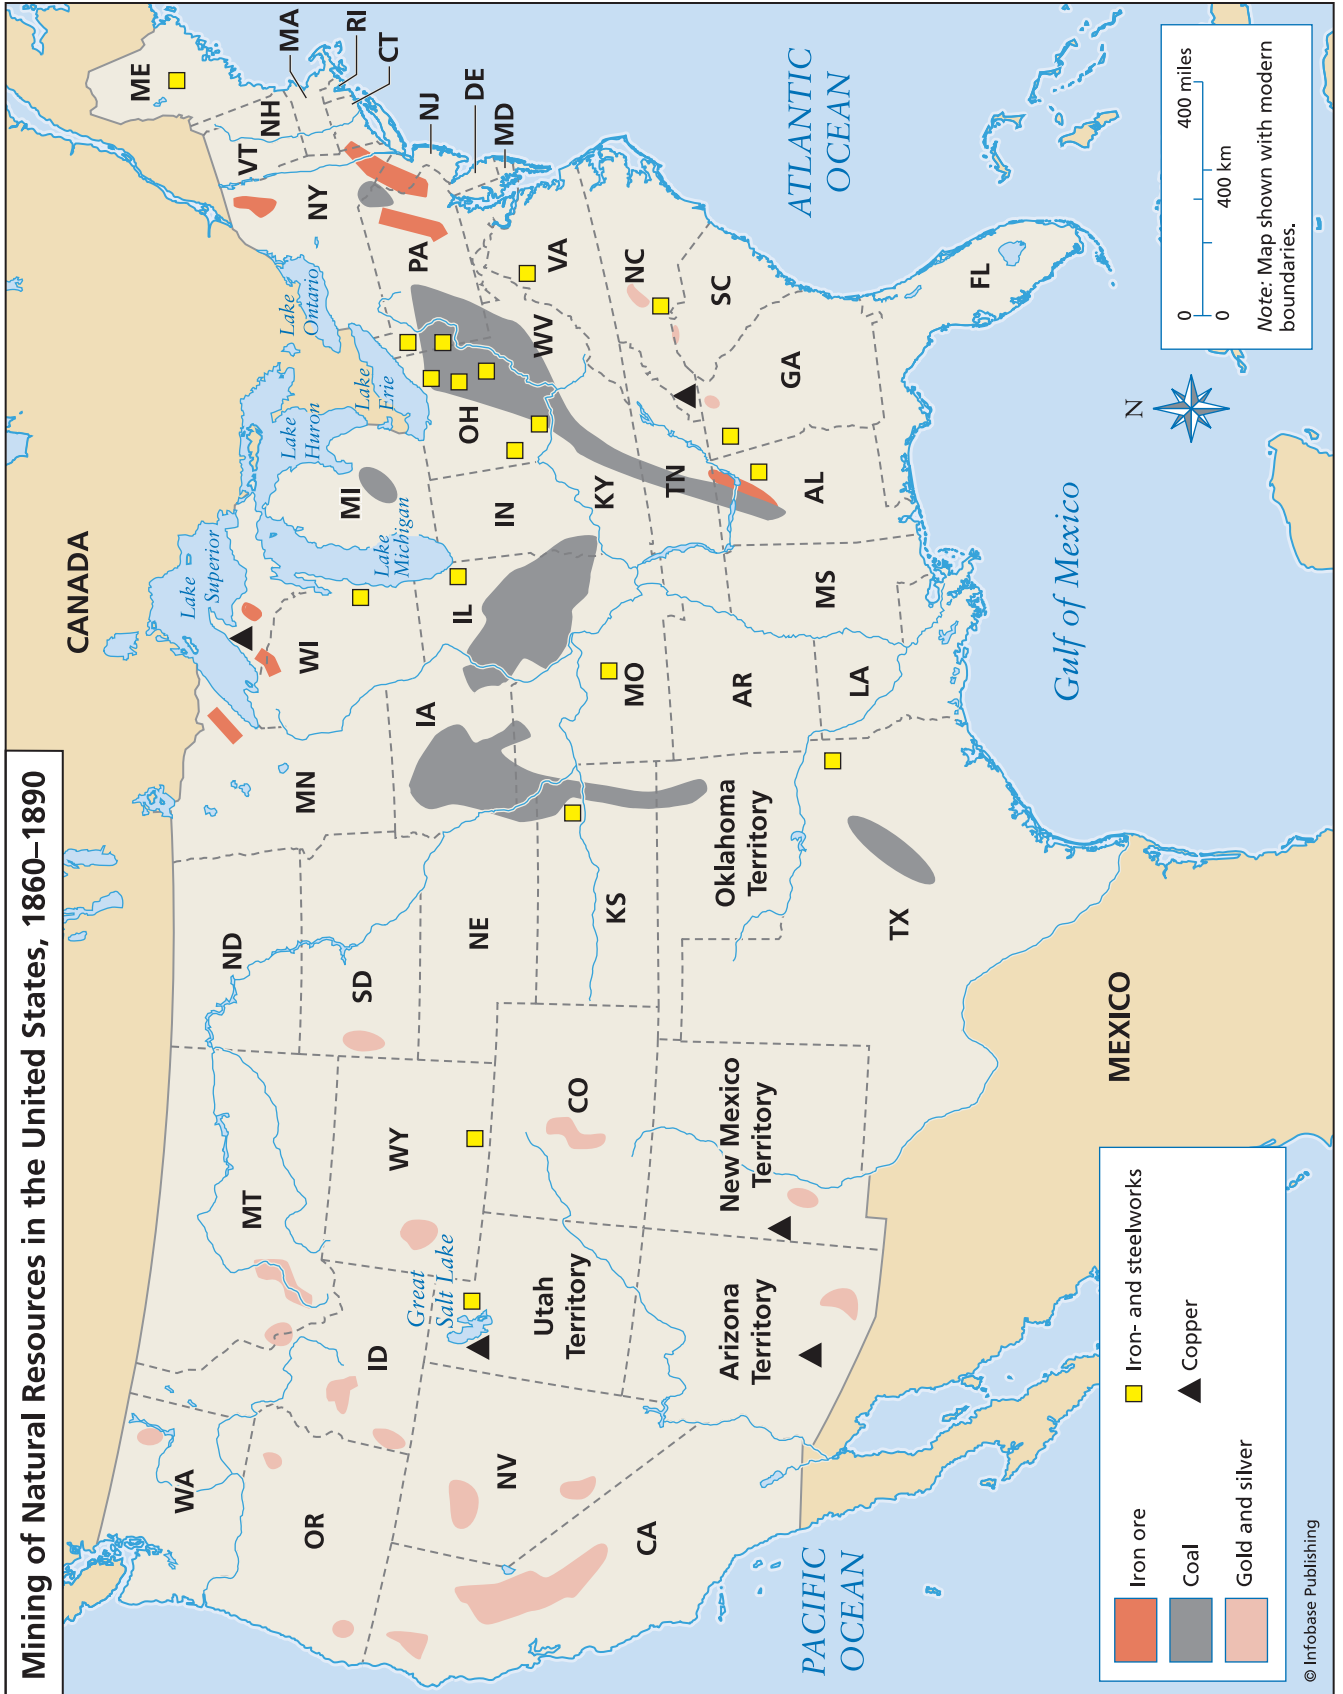 Mining of Natural Resources in the United States, 1860–1890
CANADA
WA
OR
CA
NV
ID
MT
WY
Great
Salt Lake
Utah
Territory
CO
Arizona
Territory
New Mexico
Territory
ND
SD
NE
KS
Oklahoma
Territory
TX
MN
IA
MO
AR
LA
WI
IL
MS
MI
IN
OH
KY
TN
AL
GA
FL
SC
NC
VA
WV
PA
NY
VT
NH
ME
MA
RI
CT
NJ
DE
MD
Lake
Superior
Lake
Michigan
Lake
Huron
Lake
Erie
Lake
Ontario
PACIFIC
OCEAN
ATLANTIC
OCEAN
Gulf of Mexico
MEXICO
N
Iron ore
Coal
Gold and silver
Iron- and steelworks
Copper
0
400 miles
0
400 km
Note: Map shown with modern
boundaries.
© Infobase Publishing